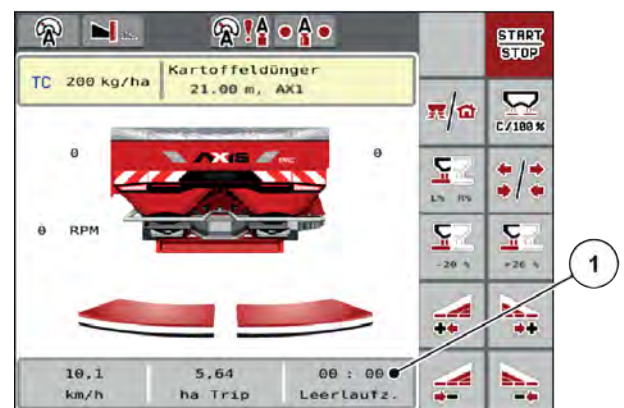 A
A
A
START
STOP
TC 200 kg/ha
Kartoffeldünger
21.00 m, AX1
C/100 %
0
AXIS
0
0 RPM
-20 %
1
10,1
km/h
5,64
ha Trip
00 : 00
Leerlaufz.